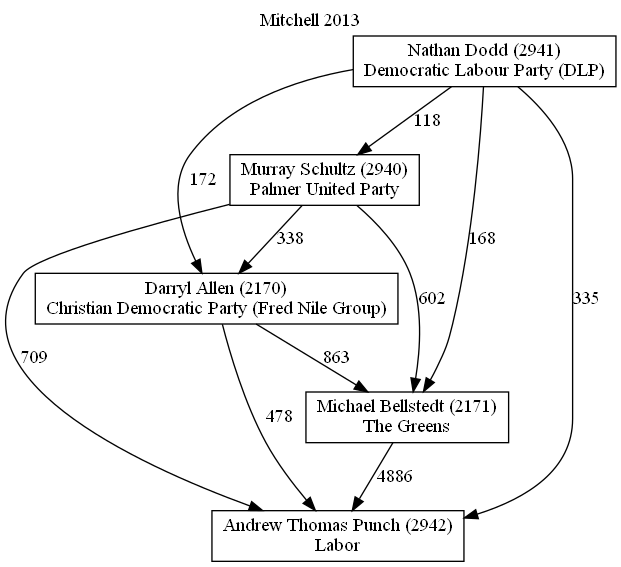 Mitchell 2013
Nathan Dodd (2941)
Democratic Labour Party (DLP)
118
Murray Schultz (2940)
Palmer United Party
172
338
168
602
335
Darryl Allen (2170)
Christian Democratic Party (Fred Nile Group)
709
863
Michael Bellstedt (2171)
The Greens
478
4886
Andrew Thomas Punch (2942)
Labor